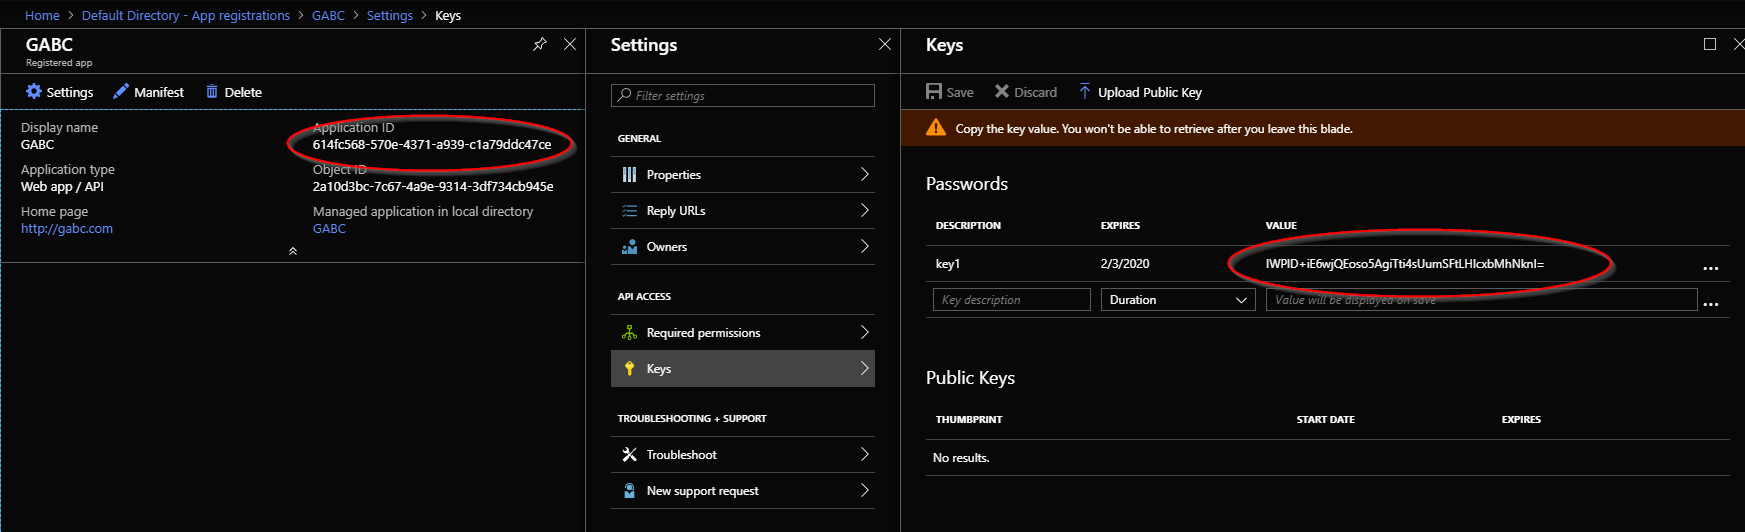 Home > Default Directory - App registrations > GABC > Settings > Keys
GABC
Registered app
Settings
Manifest
Delete
Display name
GABC
Application ID
614fc568-570e-4371-a939-c1a79ddc47ce
Application type
Web app / API
Object ID
2a10d3bc-7c67-4a9e-9314-3df734cb945e
Home page
http://gabc.com
Managed application in local directory
GABC
Settings
Filter settings
GENERAL
Properties
Reply URLs
Owners
API ACCESS
Required permissions
Keys
TROUBLESHOOTING + SUPPORT
Troubleshoot
New support request
Keys
Save
Discard
Upload Public Key
Copy the key value. You won't be able to retrieve after you leave this blade.
Passwords
DESCRIPTION EXPIRES VALUE
key1 2/3/2020 IWPID+iE6wjQEoso5AgiTti4sUumSFtLHIcxbMhNknI= ...
Key description Duration Value will be displayed on save ...
Public Keys
THUMBPRINT START DATE EXPIRES
No results.